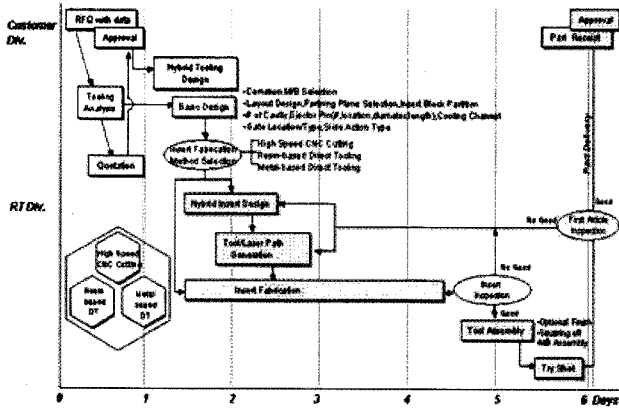 Customer
Div.
RFQ with data
Approval
Approval
Part Receipt
Hybrid Tooling
Design
Tooling
Analysis
Basic Design
Selection
Layout Design, Parting Plane Selection, Insert Block Partition
# of Cavity, Ejector Pin(#, location, diameter, length), Cooling Channel
Gate Location/Type, Side Action Type
Quotation
Insert Fabrication
Method Selection
High Speed CNC Cutting
Resin-based Direct Tooling
Metal-based Direct Tooling
Part Delivery
RT Div.
Hybrid Insert Design
No Good
Good
First Article
Inspection
Tool/Laser Path
Generation
High Speed
CNC Cutting
Resin
based
DT
Metal
based
DT
No Good
Insert Fabrication
Insert
Inspection
Good
Tool Assembly
Optional Finish
Squaring off
Assembly
Try Shot
0
1
2
3
4
5
6 Days